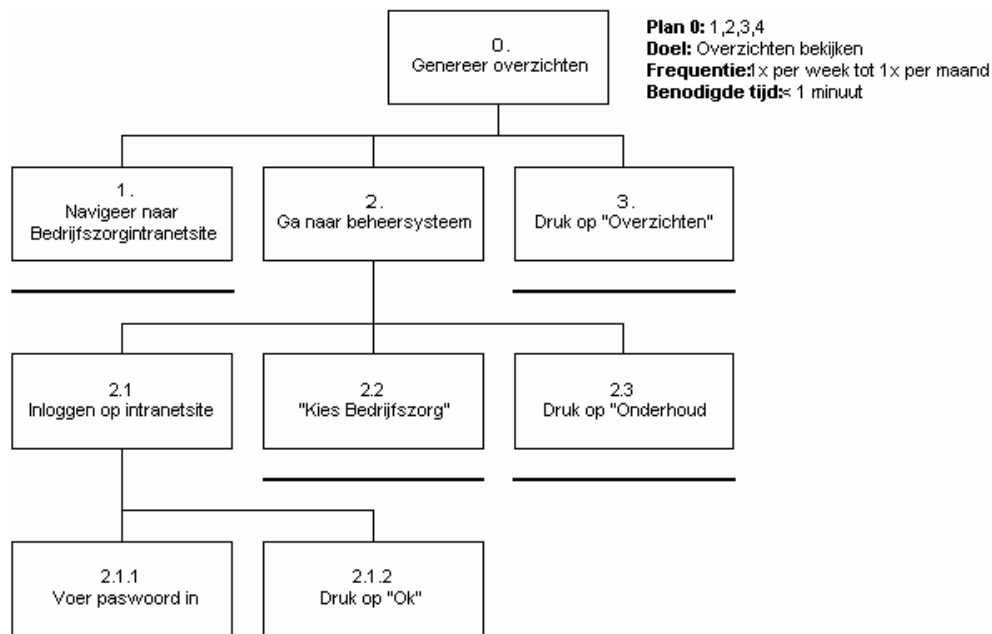 0.
Genereer overzichten
Plan 0: 1,2,3,4
Doel: Overzichten bekijken
Frequentie:1x per week tot 1x per maand
Benodigde tijd:< 1 minuut
1.
Navigeer naar
Bedrijfszorgintranetsite
2.
Ga naar beheersysteem
3.
Druk op "Overzichten"
2.1
Inloggen op intranetsite
2.2
"Kies Bedrijfszorg"
2.3
Druk op "Onderhoud
2.1.1
Voer paswoord in
2.1.2
Druk op "Ok"